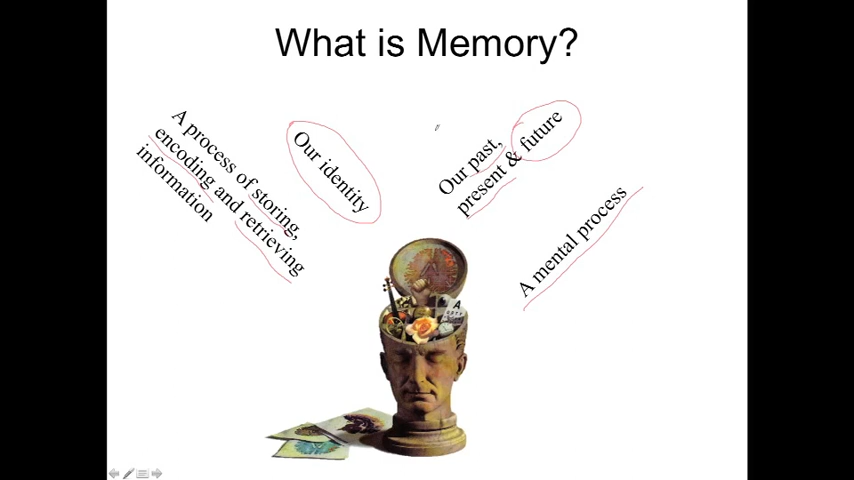 What is Memory?
A process of storing,
encoding and retrieving
information
Our identity
Our past,
present & future
A mental process
A